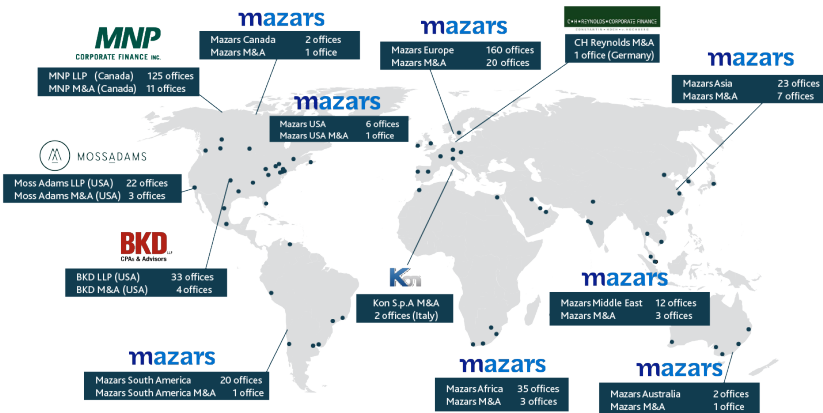 mazars
Mazars Canada 2 offices
Mazars M&A 1 office
MNP
CORPORATE FINANCE INC.
MNP LLP (Canada) 125 offices
MNP M&A (Canada) 11 offices
mazars
Mazars Europe 160 offices
Mazars M&A 20 offices
C•H•REYNOLDS•CORPORATE FINANCE
CH Reynolds M&A
1 office (Germany)
mazars
Mazars Asia 23 offices
Mazars M&A 7 offices
mazars
Mazars USA 6 offices
Mazars USA M&A 1 office
MOSSADAMS
Moss Adams LLP (USA) 22 offices
Moss Adams M&A (USA) 3 offices
BKD LLP
CPAs & Advisors
BKD LLP (USA) 33 offices
BKD M&A (USA) 4 offices
Kon
Kon S.p.A M&A
2 offices (Italy)
mazars
Mazars Middle East 12 offices
Mazars M&A 3 offices
mazars
Mazars South America 20 offices
Mazars South America M&A 1 office
mazars
Mazars Africa 35 offices
Mazars M&A 3 offices
mazars
Mazars Australia 2 offices
Mazars M&A 1 office